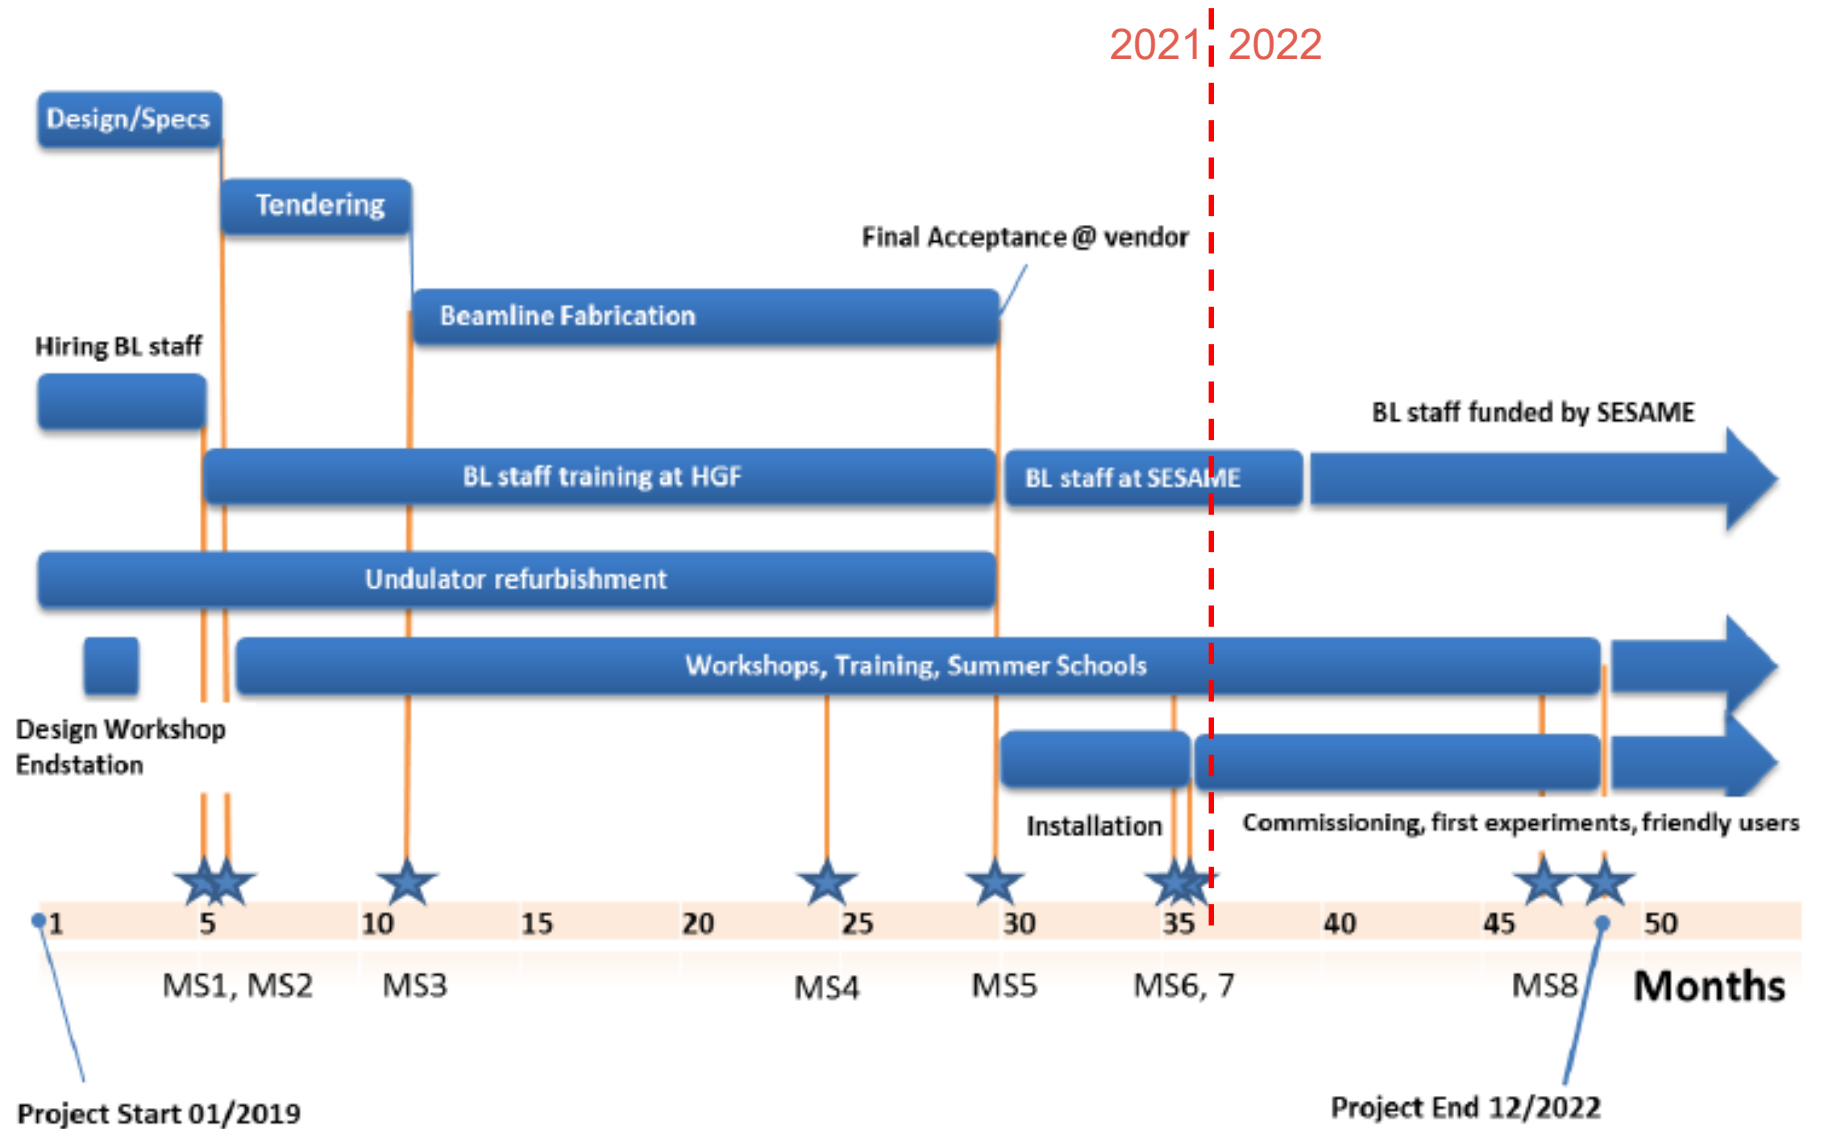 2021 2022
Design/Specs
Tendering
Final Acceptance @ vendor
Beamline Fabrication
Hiring BL staff
BL staff funded by SESAME
BL staff training at HGF
BL staff at SESAME
Undulator refurbishment
Workshops, Training, Summer Schools
Design Workshop
Endstation
Installation
Commissioning, first experiments, friendly users
1 5 10 15 20 25 30 35 40 45 50
MS1, MS2 MS3 MS4 MS5 MS6, 7 MS8 Months
Project Start 01/2019
Project End 12/2022